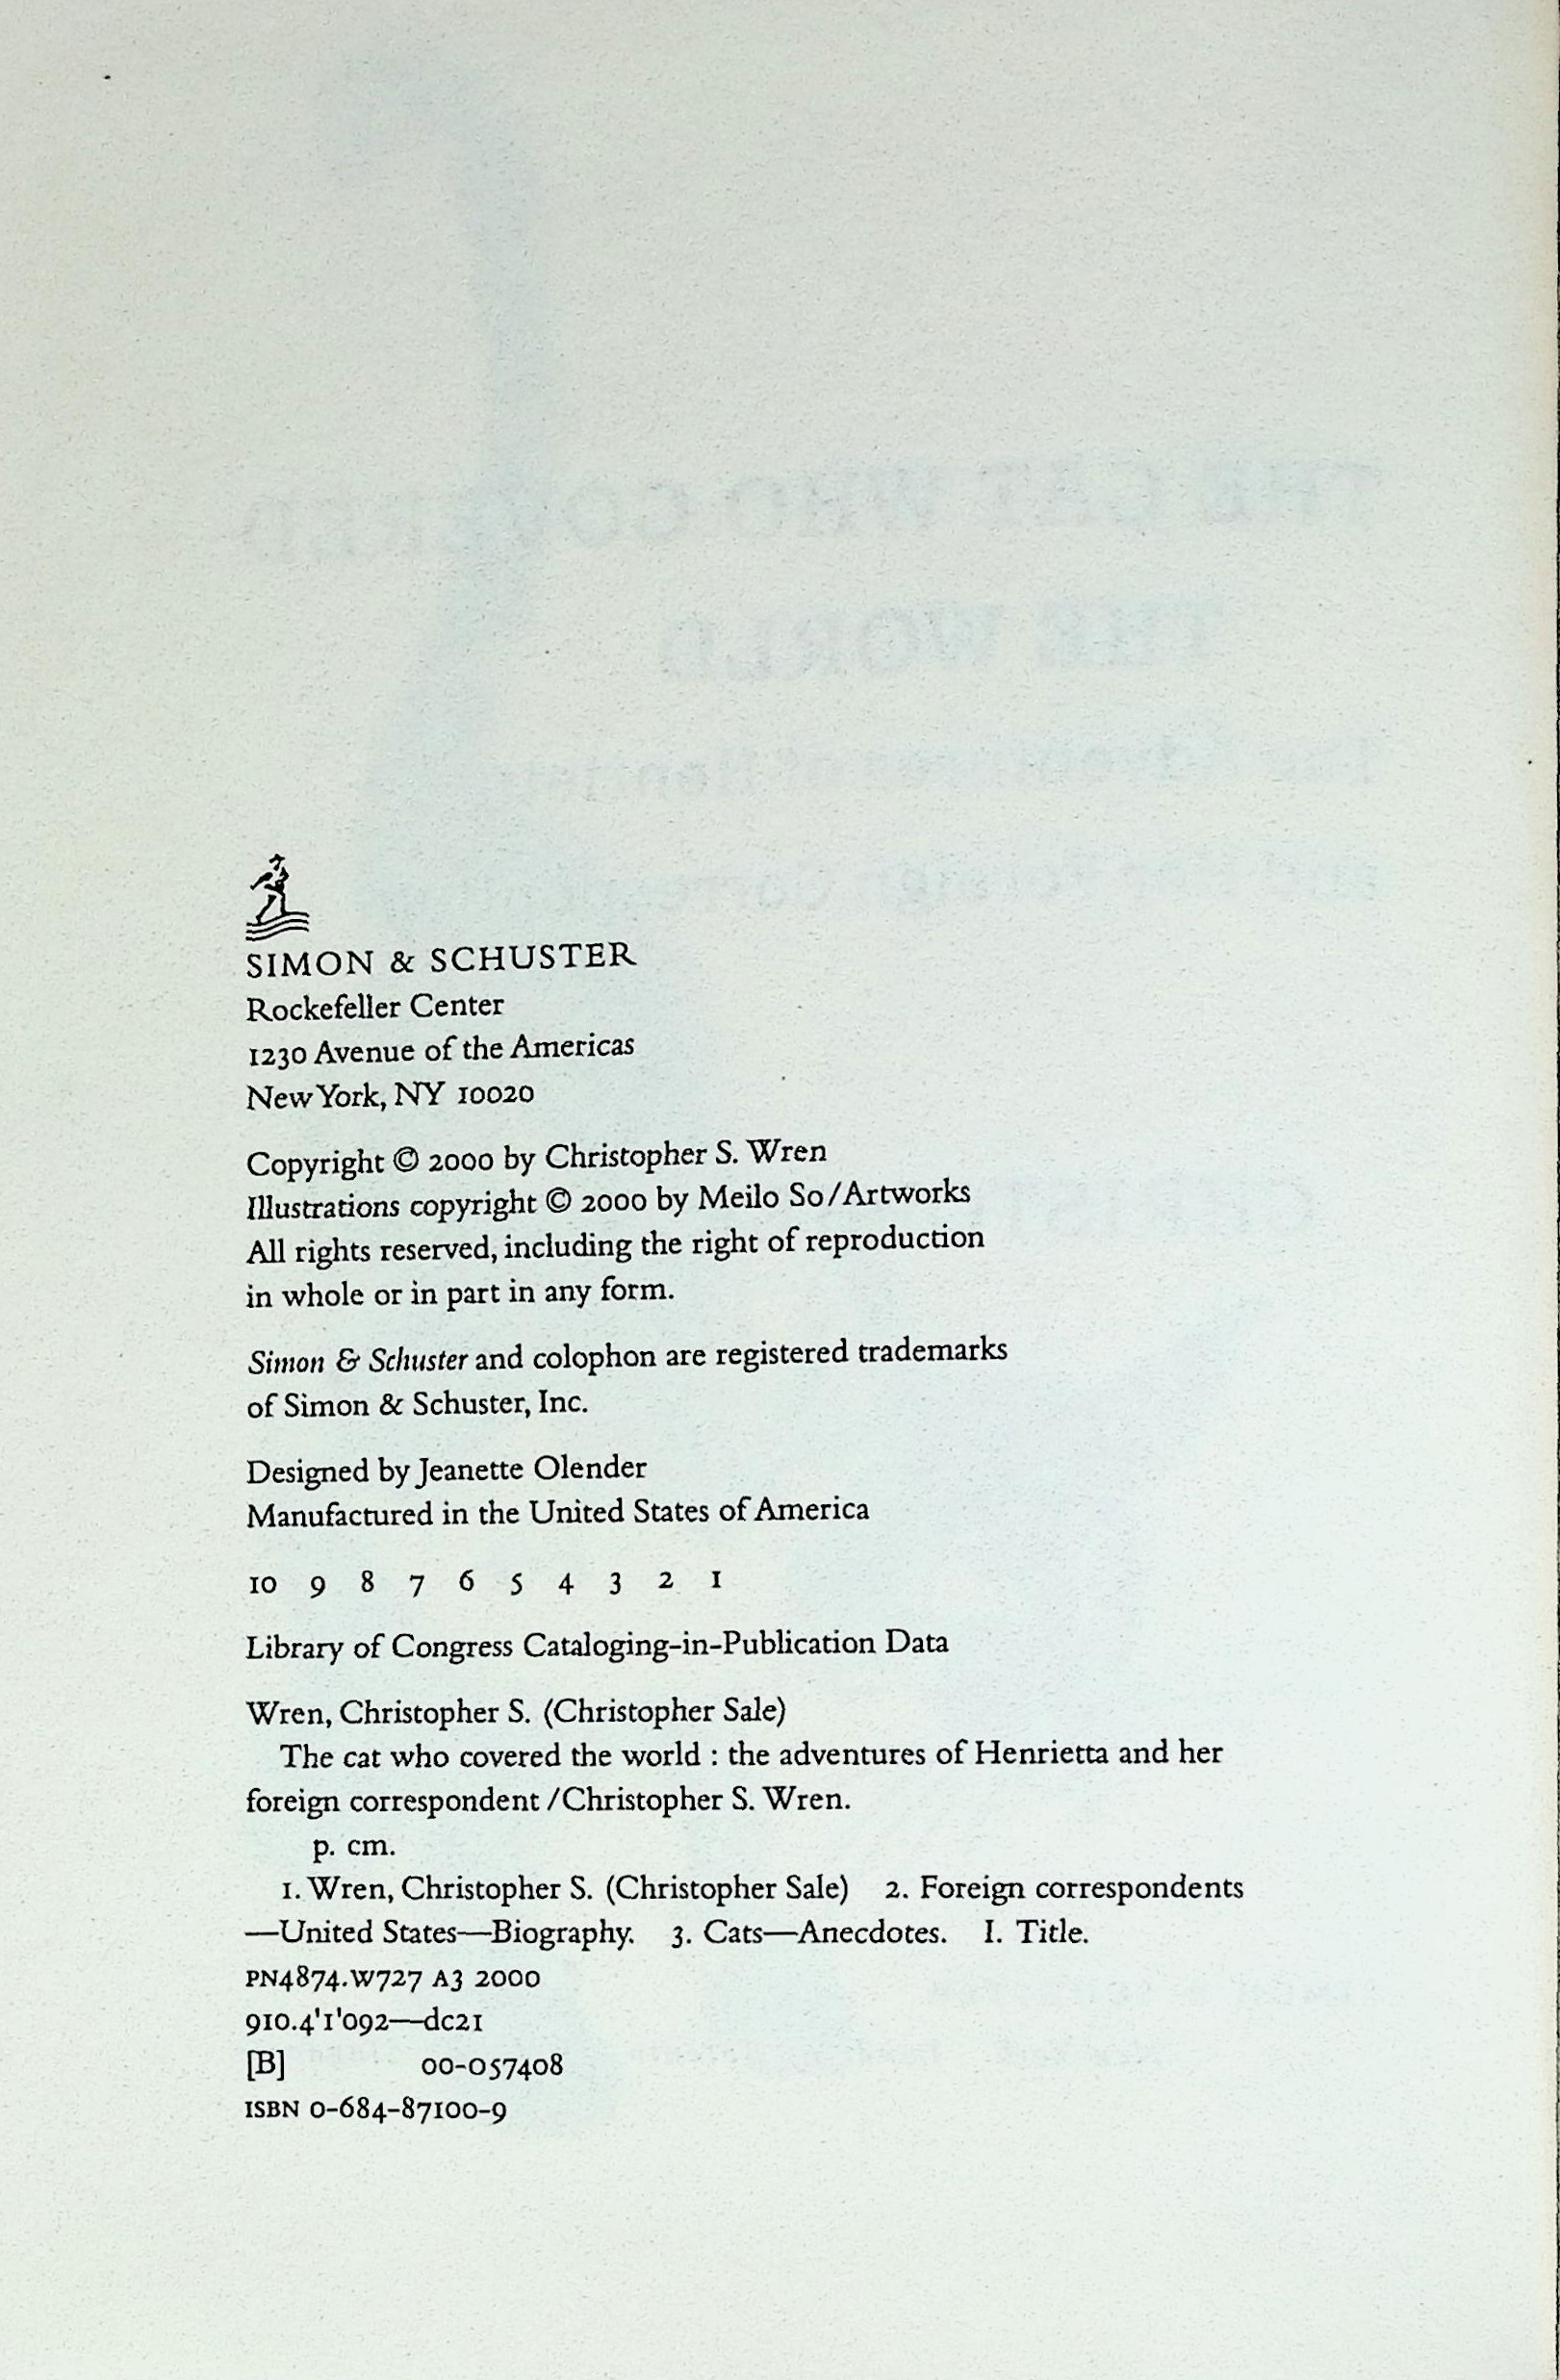 SIMON & SCHUSTER
Rockefeller Center
1230 Avenue of the Americas
New York, NY 10020
Copyright © 2000 by Christopher S. Wren
Illustrations copyright © 2000 by Meilo So/Artworks
All rights reserved, including the right of reproduction
in whole or in part in any form.
Simon & Schuster and colophon are registered trademarks
of Simon & Schuster, Inc.
Designed by Jeanette Olender
Manufactured in the United States of America
10 9 8 7 6 5 4 3 2 1
Library of Congress Cataloging-in-Publication Data
Wren, Christopher S. (Christopher Sale)
The cat who covered the world : the adventures of Henrietta and her
foreign correspondent /Christopher S. Wren.
p. cm.
1. Wren, Christopher S. (Christopher Sale) 2. Foreign correspondents
—United States—Biography. 3. Cats—Anecdotes. I. Title.
PN4874.W727 A3 2000
910.4'1'092—dc21
[B] 00-057408
ISBN 0-684-87100-9